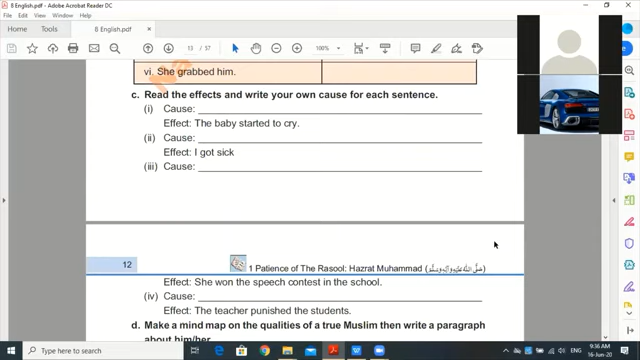 8 English.pdf - Adobe Acrobat Reader DC
File Edit View Window Help
Home Tools 8 English.pdf ×
13 / 57 100%
vi. She grabbed him.
c. Read the effects and write your own cause for each sentence.
(i) Cause:
Effect: The baby started to cry.
(ii) Cause:
Effect: I got sick
(iii) Cause:
12
1 Patience of The Rasool: Hazrat Muhammad (صَلَّى اللّٰهُ عَلَيْهِ وَاٰلِهٖ وَسَلَّم)
Effect: She won the speech contest in the school.
(iv) Cause:
Effect: The teacher punished the students.
d. Make a mind map on the qualities of a true Muslim then write a paragraph
about him/her.
Type here to search
9:36 AM
16-Jun-20